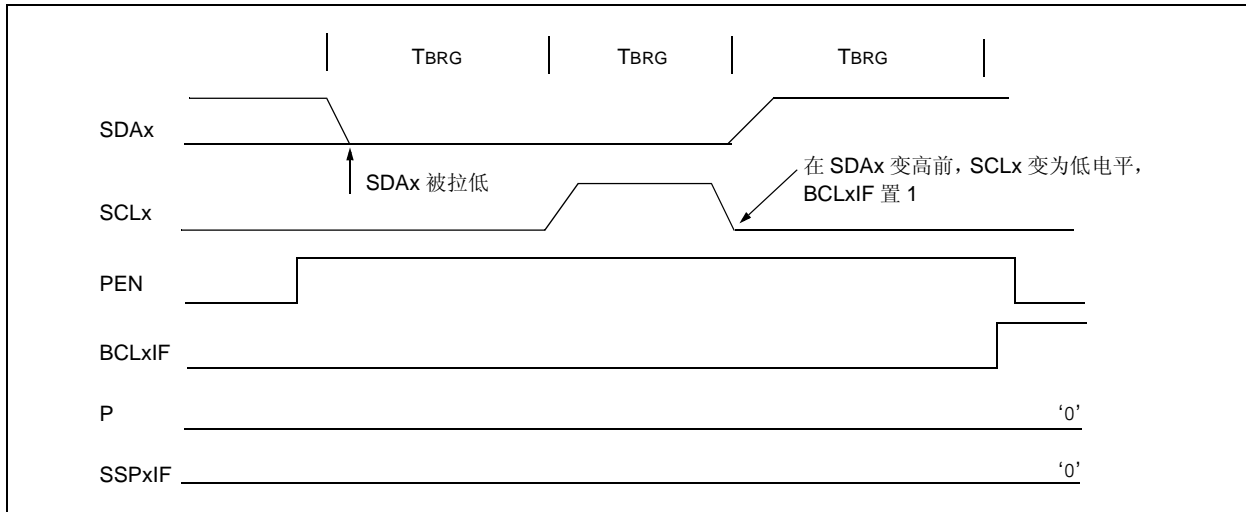 TBRG TBRG TBRG
SDAx
SDAx 被拉低
在 SDAx 变高前，SCLx 变为低电平，
BCLxIF 置 1
SCLx
PEN
BCLxIF
P ‘0’
SSPxIF ‘0’